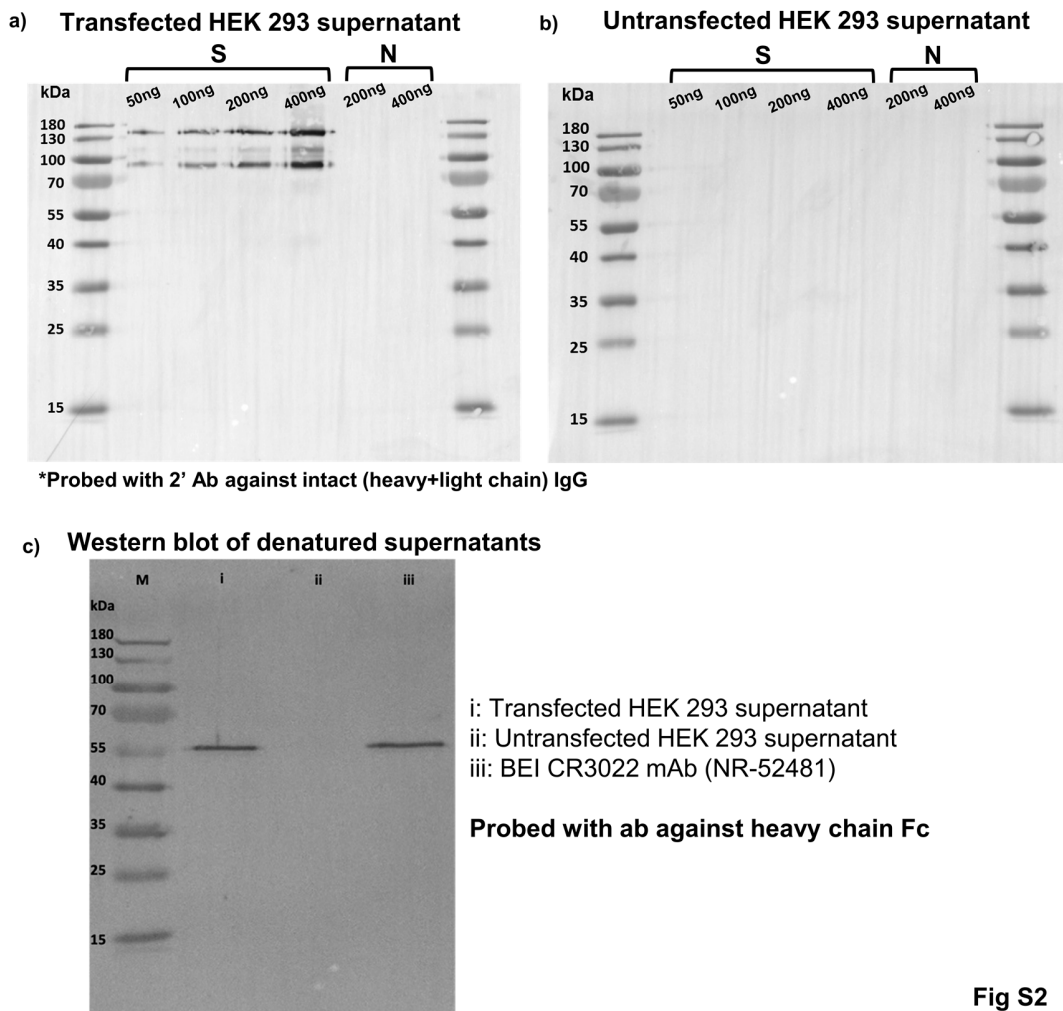 a) Transfected HEK 293 supernatant
S
N
kDa
50ng 100ng 200ng 400ng 200ng 400ng
180
130
100
70
55
40
35
25
15
b) Untransfected HEK 293 supernatant
S
N
kDa
50ng 100ng 200ng 400ng 200ng 400ng
180
130
100
70
55
40
35
25
15
*Probed with 2' Ab against intact (heavy+light chain) IgG
c) Western blot of denatured supernatants
M i ii iii
kDa
180
130
100
70
55
40
35
25
15
i: Transfected HEK 293 supernatant
ii: Untransfected HEK 293 supernatant
iii: BEI CR3022 mAb (NR-52481)
Probed with ab against heavy chain Fc
Fig S2